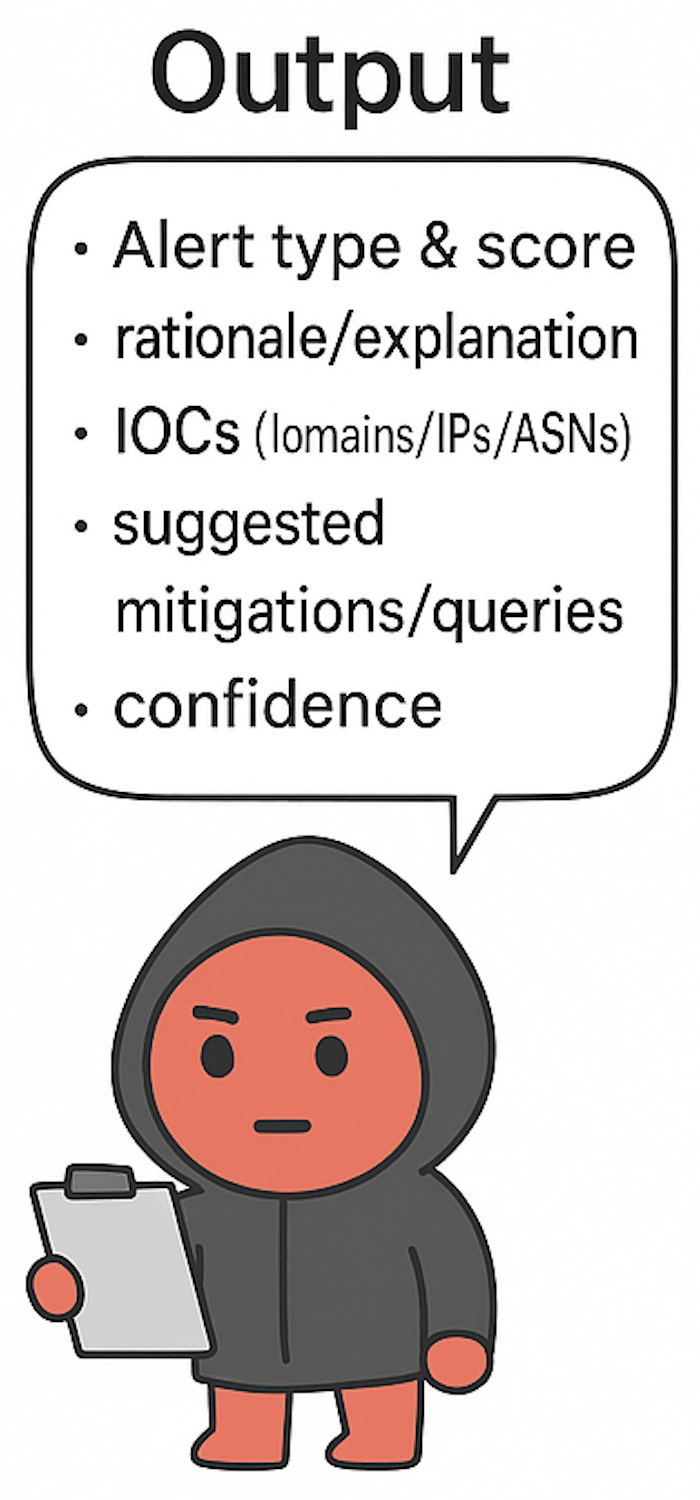 Output
• Alert type & score
• rationale/explanation
• IOCs (lomains/IPs/ASNs)
• suggested
mitigations/queries
• confidence